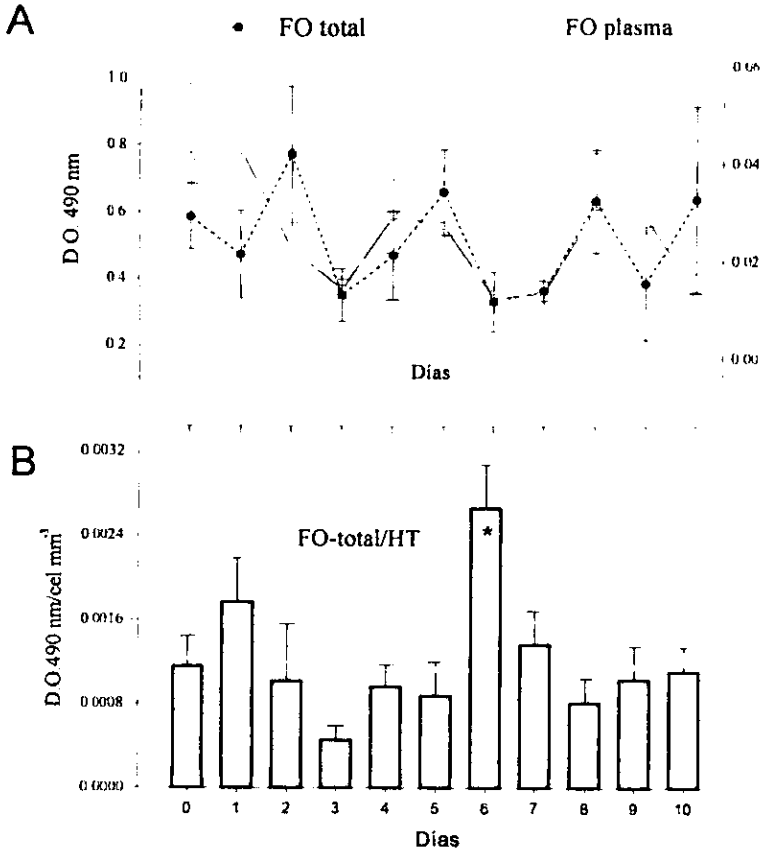 A
FO total
FO plasma
D.O. 490 nm
1.0
0.8
0.6
0.4
0.2
0.06
0.04
0.02
0.00
Días
B
FO-total/HT
D.O 490 nm/cel mm⁻³
0 0032
0 0024
0 0016
0 0008
0 0000
*
0 1 2 3 4 5 6 7 8 9 10
Días